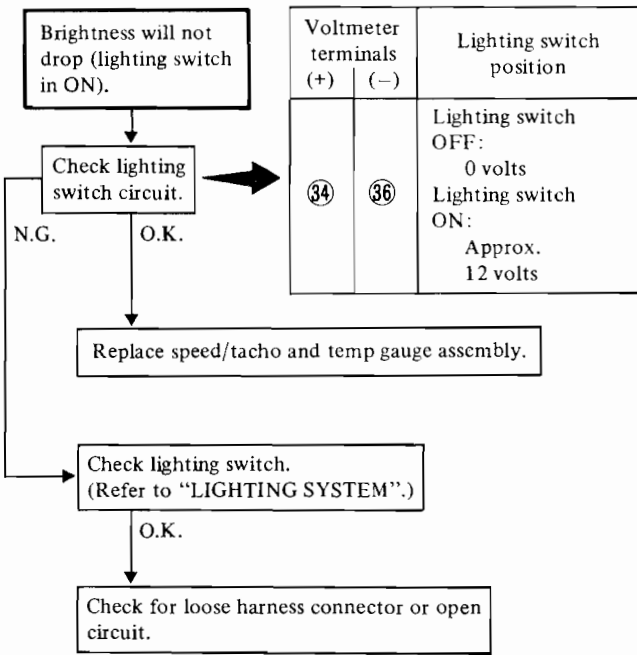 Brightness will not
drop (lighting switch
in ON).
Voltmeter
terminals
(+) (−)
Lighting switch
position
Check lighting
switch circuit.
34 36
Lighting switch
OFF:
0 volts
Lighting switch
ON:
Approx.
12 volts
N.G. O.K.
Replace speed/tacho and temp gauge assembly.
Check lighting switch.
(Refer to “LIGHTING SYSTEM”.)
O.K.
Check for loose harness connector or open
circuit.